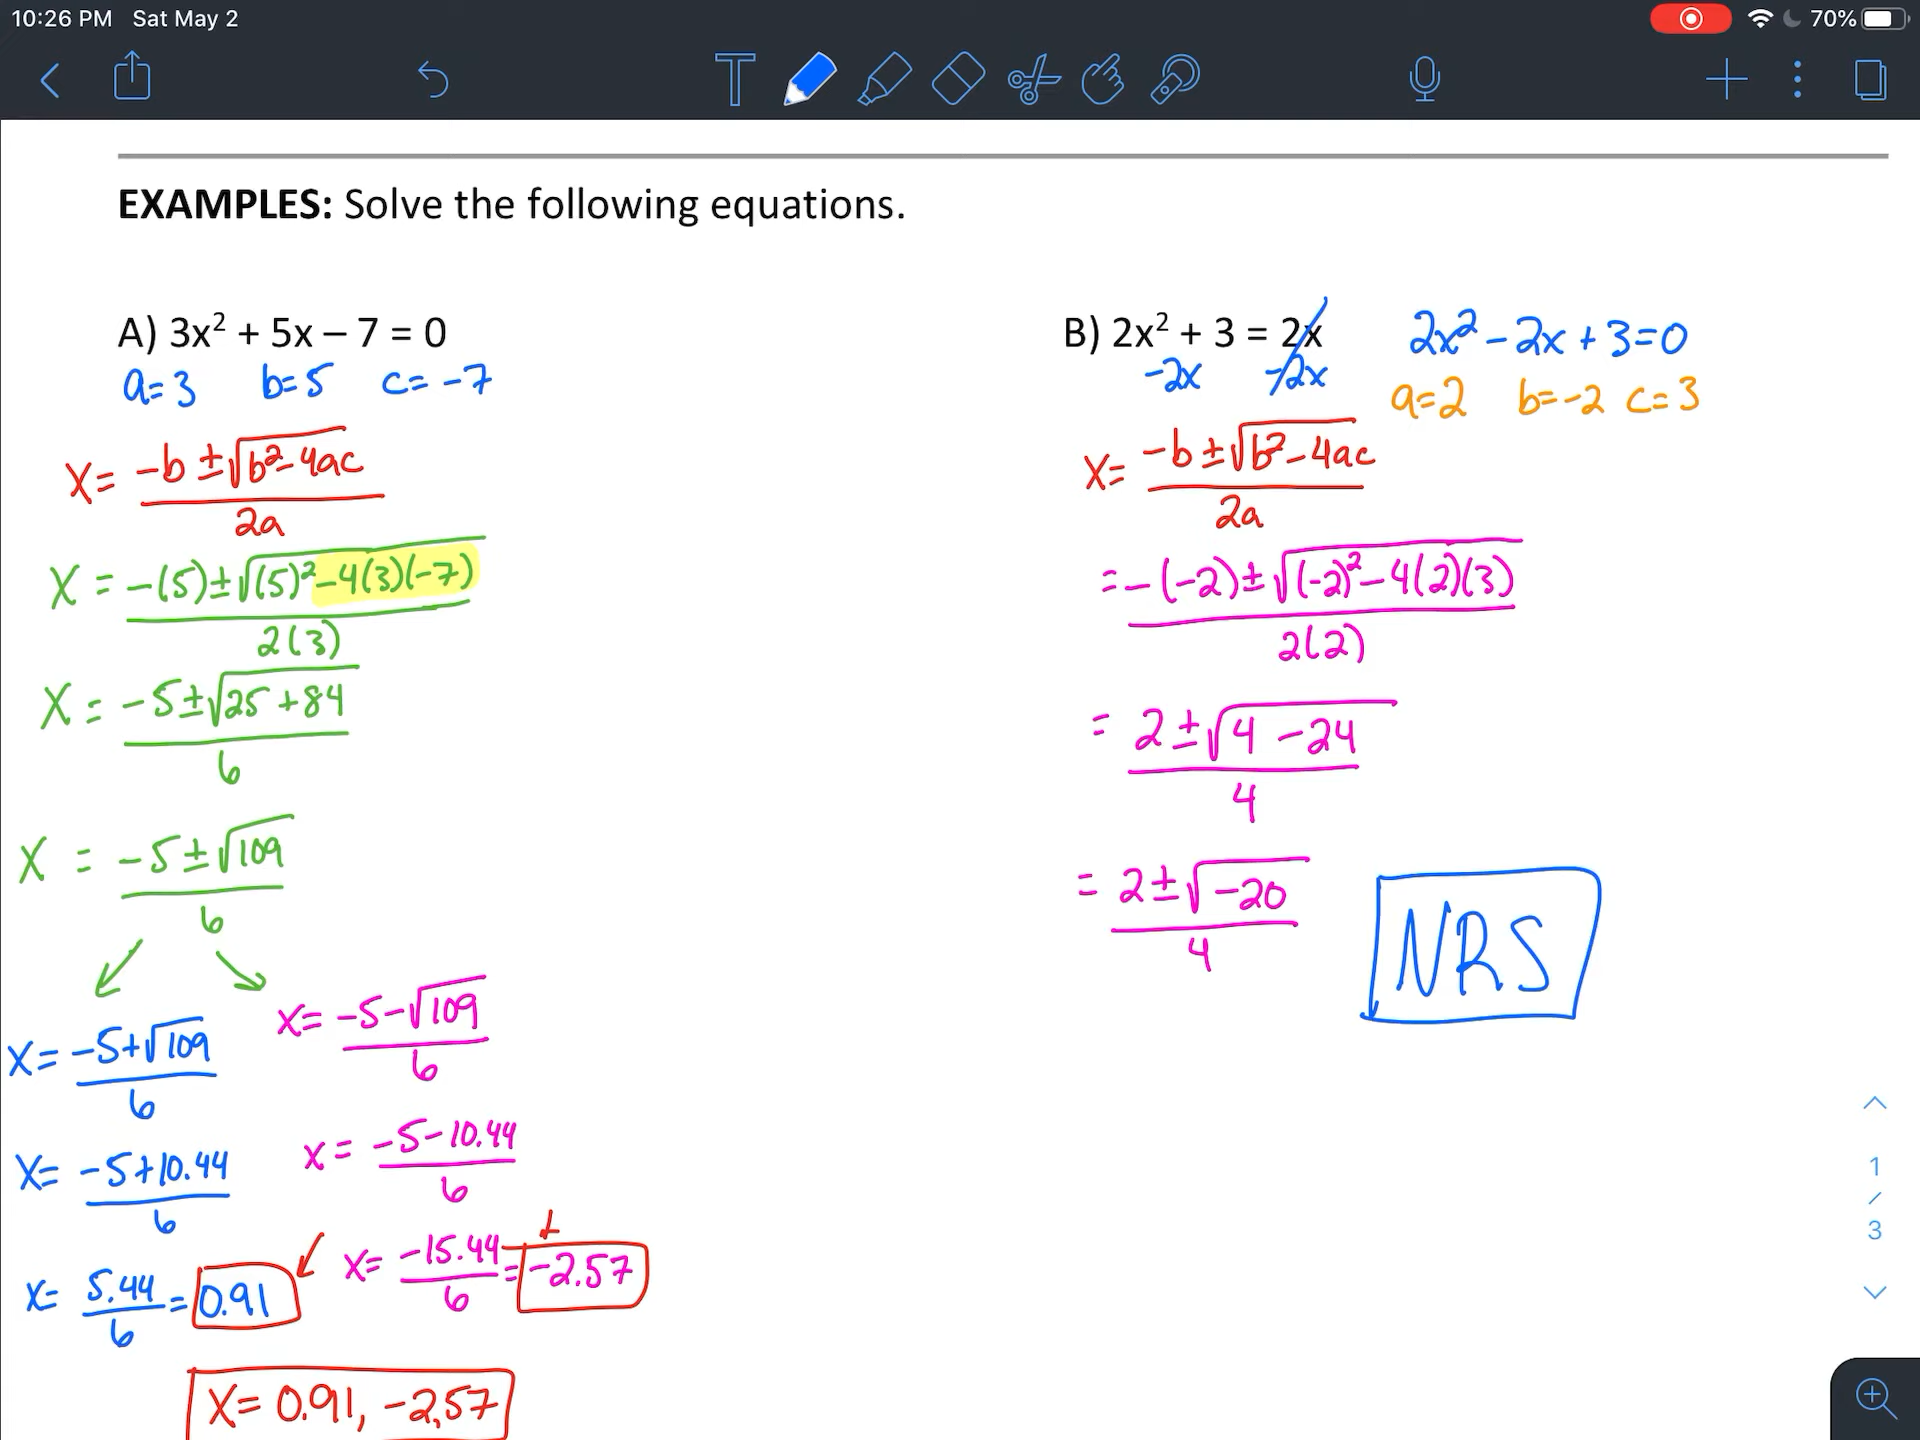 10:26 PM Sat May 2
70%
T
EXAMPLES: Solve the following equations.
A) 3x² + 5x – 7 = 0
a=3 b=5 c=-7
x= -b ±√b²-4ac
2a
x = -(5)±√(5)²-4(3)(-7)
2(3)
x = -5±√25+84
6
x = -5±√109
6
x= -5+√109
6
x= -5+10.44
6
x= 5.44 = 0.91
6
x= -5-√109
6
x = -5-10.44
6
x= -15.44 = -2.57
6
x= 0.91, -2.57
B) 2x² + 3 = 2x
-2x -2x
2x²-2x+3=0
a=2 b=-2 c=3
x= -b±√b²-4ac
2a
= -(-2)±√(-2)²-4(2)(3)
2(2)
= 2±√4-24
4
= 2±√-20
4
NRS
1
/
3